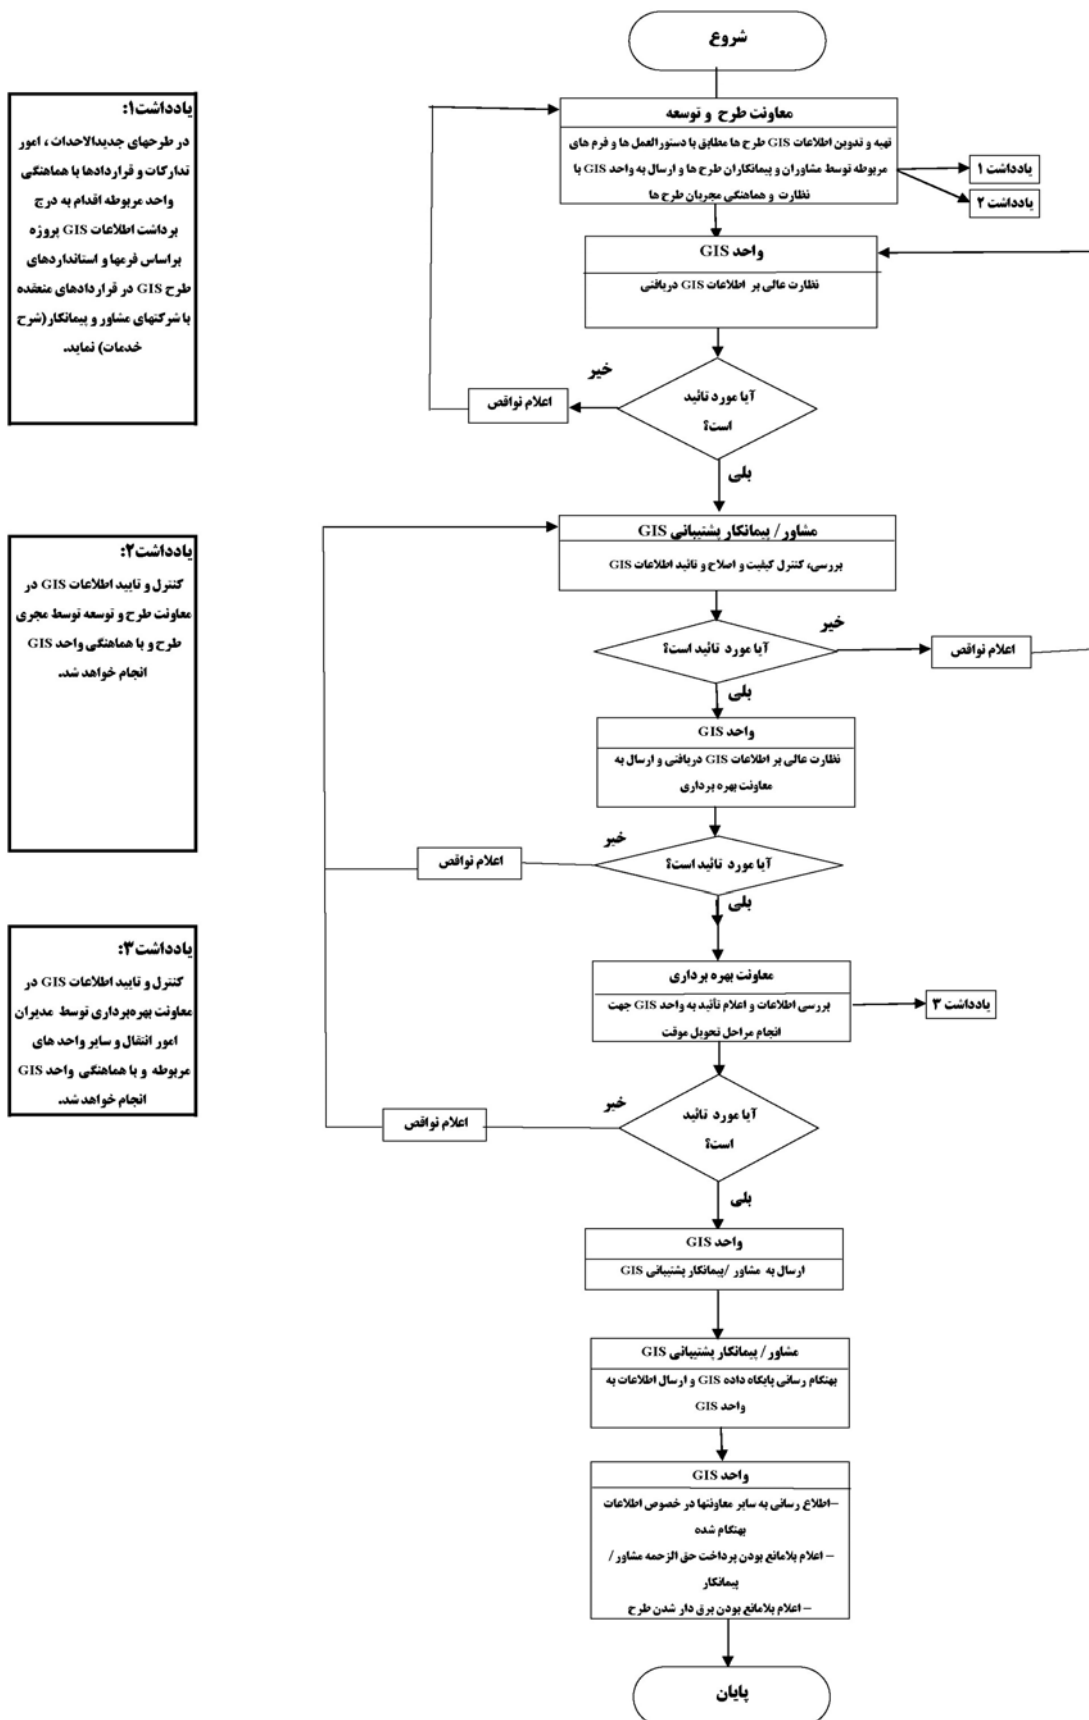 شروع
معاونت طرح و توسعه
تهیه و تدوین اطلاعات GIS طرح ها مطابق با دستورالعمل ها و فرم های
مربوطه توسط مشاوران و پیمانکاران طرح ها و ارسال به واحد GIS با
نظارت و هماهنگی مجریان طرح ها
یادداشت ۱
یادداشت ۲
یادداشت۱:
در طرحهای جدیدالاحداث، امور
تدارکات و قراردادها با هماهنگی
واحد مربوطه اقدام به درج
برداشت اطلاعات GIS پروژه
براساس فرمها و استانداردهای
طرح GIS در قراردادهای منعقده
با شرکتهای مشاور و پیمانکار(شرح
خدمات) نماید.
واحد GIS
نظارت عالی بر اطلاعات GIS دریافتی
آیا مورد تائید
است؟
خیر
اعلام نواقص
بلی
مشاور/ پیمانکار پشتیبانی GIS
بررسی، کنترل کیفیت و اصلاح و تائید اطلاعات GIS
یادداشت۲:
کنترل و تایید اطلاعات GIS در
معاونت طرح و توسعه توسط مجری
طرح و با هماهنگی واحد GIS
انجام خواهد شد.
آیا مورد تائید است؟
خیر
اعلام نواقص
بلی
واحد GIS
نظارت عالی بر اطلاعات GIS دریافتی و ارسال به
معاونت بهره برداری
آیا مورد تائید است؟
خیر
اعلام نواقص
بلی
معاونت بهره برداری
بررسی اطلاعات و اعلام تأئید به واحد GIS جهت
انجام مراحل تحویل موقت
یادداشت ۳
یادداشت۳:
کنترل و تایید اطلاعات GIS در
معاونت بهره‌برداری توسط مدیران
امور انتقال و سایر واحد های
مربوطه و با هماهنگی واحد GIS
انجام خواهد شد.
آیا مورد تائید
است؟
خیر
اعلام نواقص
بلی
واحد GIS
ارسال به مشاور /پیمانکار پشتیبانی GIS
مشاور/ پیمانکار پشتیبانی GIS
بهنگام رسانی پایگاه داده GIS و ارسال اطلاعات به
واحد GIS
واحد GIS
–اطلاع رسانی به سایر معاونتها در خصوص اطلاعات
بهنگام شده
– اعلام بلامانع بودن پرداخت حق الزحمه مشاور/
پیمانکار
– اعلام بلامانع بودن برق دار شدن طرح
پایان